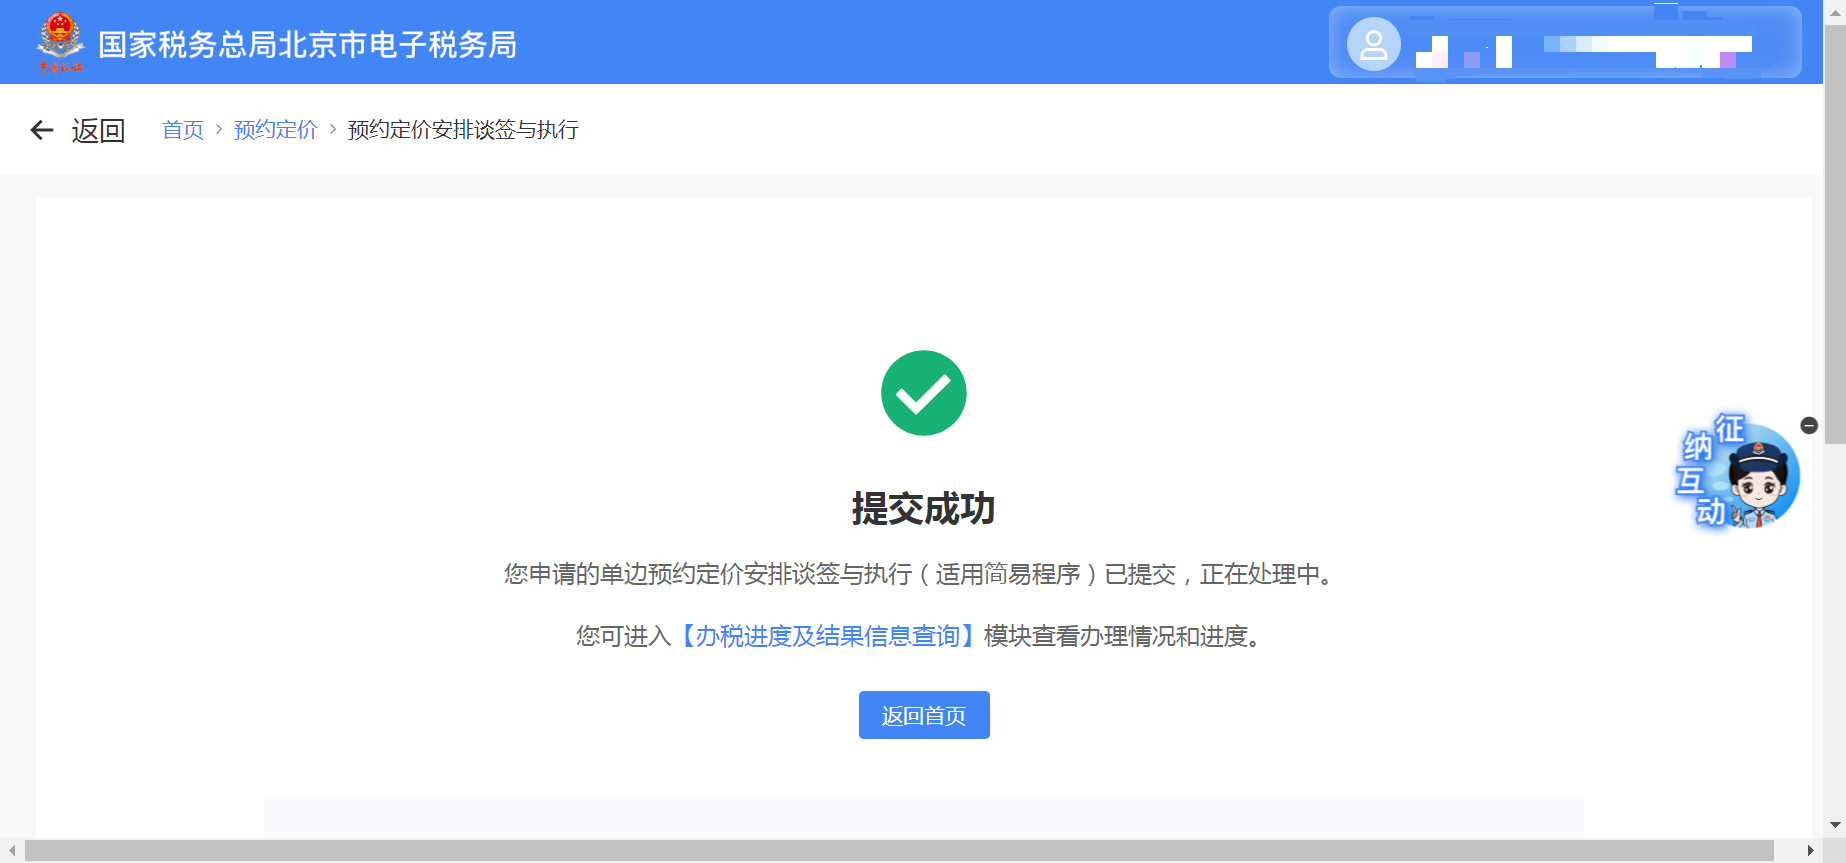 国家税务总局北京市电子税务局
返回 首页 > 预约定价 > 预约定价安排谈签与执行
征纳互动
提交成功
您申请的单边预约定价安排谈签与执行（适用简易程序）已提交，正在处理中。
您可进入【办税进度及结果信息查询】模块查看办理情况和进度。
返回首页